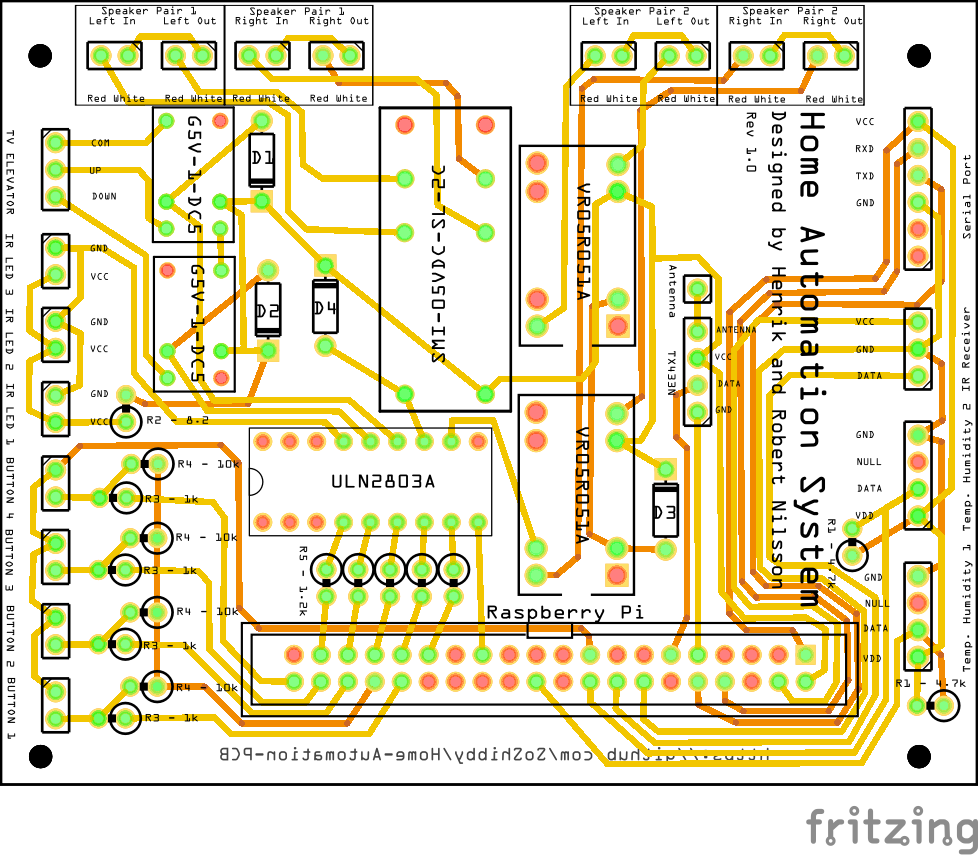 Speaker Pair 1
Left In Left Out
Red White Red White
Speaker Pair 1
Right In Right Out
Red White Red White
Speaker Pair 2
Left In Left Out
Red White Red White
Speaker Pair 2
Right In Right Out
Red White Red White
TV ELEVATOR
COM
UP
DOWN
IR LED 3
GND
VCC
IR LED 2
GND
VCC
IR LED 1
GND
VCC
R2 - 8.2
BUTTON 4
R4 - 10k
R3 - 1k
BUTTON 3
R4 - 10k
R3 - 1k
BUTTON 2
R4 - 10k
R3 - 1k
BUTTON 1
R4 - 10k
R3 - 1k
G5V-1-DC5
G5V-1-DC5
D1
D2
D4
ULN2803A
R5 - 1.2k
VR05R051A
VR05R051A
D3
Antenna
TX433N
ANTENNA
VCC
DATA
GND
Rev 1.0
Designed by Henrik and Robert Nilsson
Home Automation System
Serial Port
VCC
RXD
TXD
GND
IR Receiver
VCC
GND
DATA
Temp. Humidity 2
GND
NULL
DATA
VDD
R1 - 4.7k
Temp Humidity 1
GND
NULL
DATA
VDD
R1 - 4.7k
Raspberry Pi
https://github.com/SoShibby/Home-Automation-PCB
fritzing